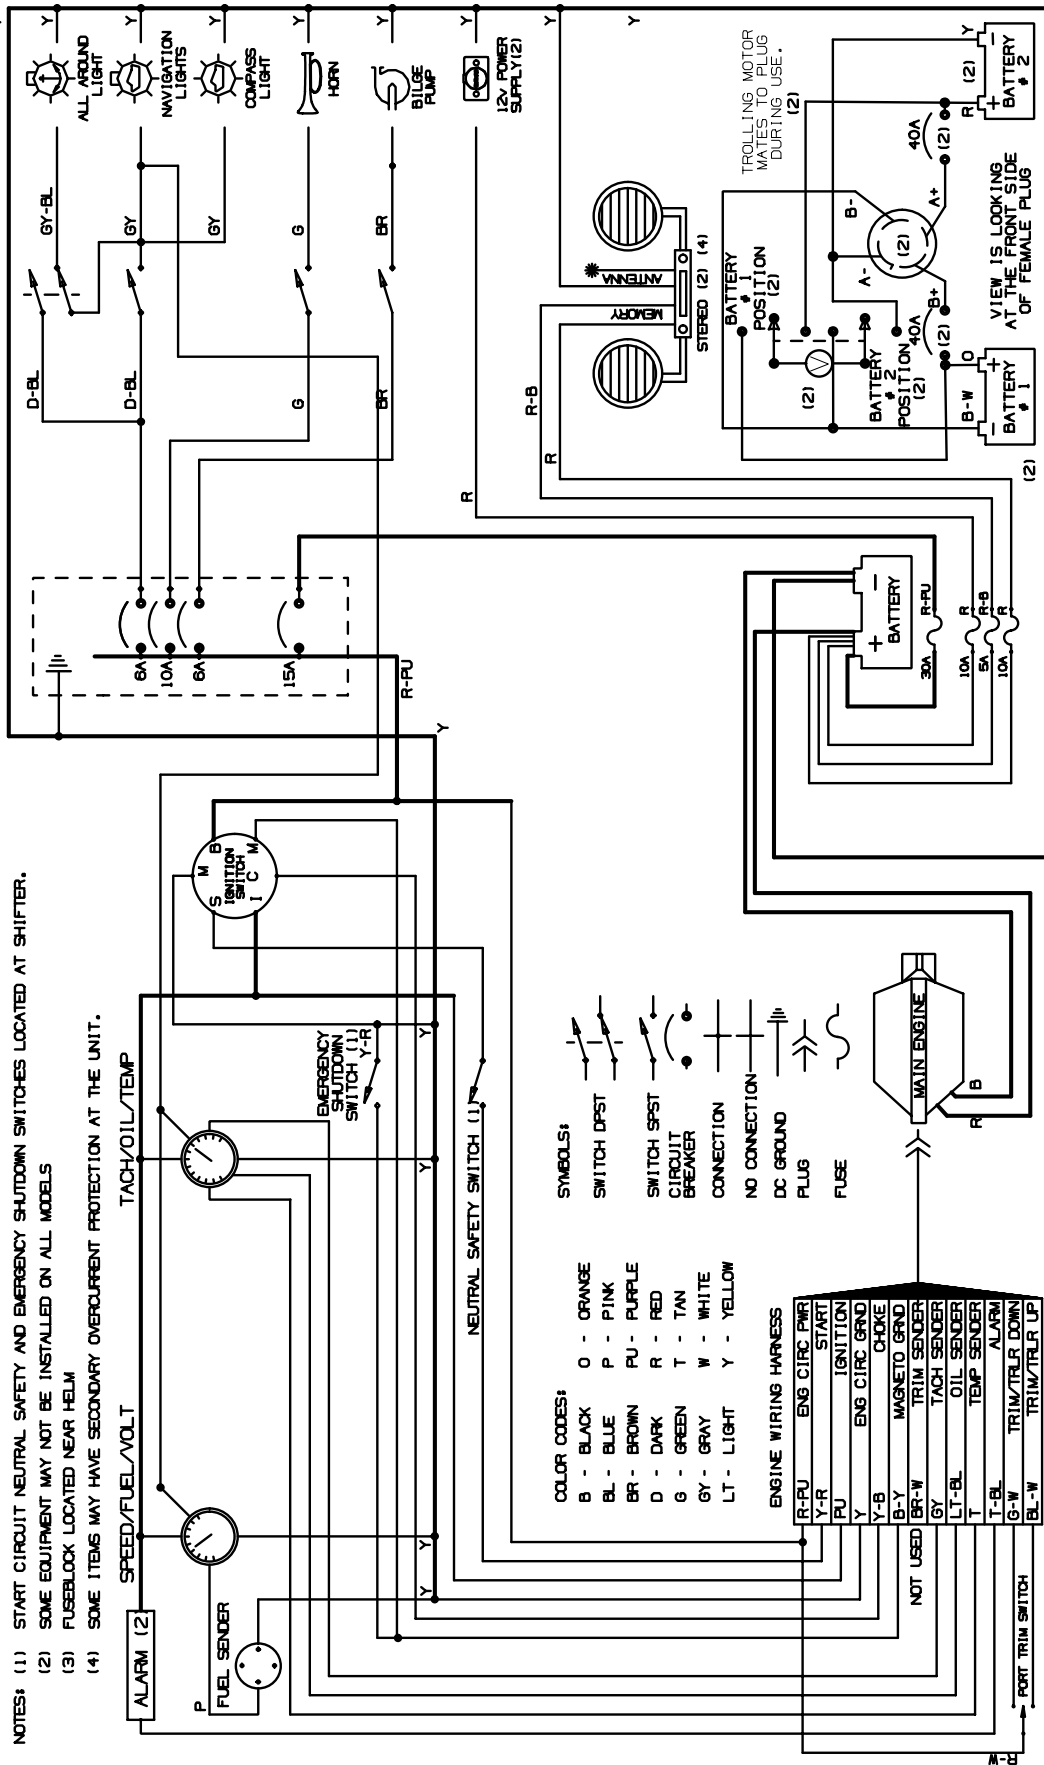 NOTES: (1) START CIRCUIT NEUTRAL SAFETY AND EMERGENCY SHUTDOWN SWITCHES LOCATED AT SHIFTER.
(2) SOME EQUIPMENT MAY NOT BE INSTALLED ON ALL MODELS
(3) FUSEBLOCK LOCATED NEAR HELM
(4) SOME ITEMS MAY HAVE SECONDARY OVERCURRENT PROTECTION AT THE UNIT.
ALARM (2)
SPEED/FUEL/VOLT
TACH/OIL/TEMP
P
FUEL SENDER
Y
Y
Y
Y
Y
EMERGENCY
SHUTDOWN
SWITCH (1)
Y-R
NEUTRAL SAFETY SWITCH (1)
M
B
S
IGNITION
SWITCH
M
I
C
R-PU
6A
10A
6A
15A
D-BL
D-BL
G
BR
GY-BL
GY
GY
G
BR
Y
Y
Y
Y
Y
Y
Y
Y
ALL AROUND
LIGHT
NAVIGATION
LIGHTS
COMPASS
LIGHT
HORN
BILGE
PUMP
12V POWER
SUPPLY(2)
R
R
R-B
MEMORY
ANTENNA
STEREO (2) (4)
TROLLING MOTOR
MATES TO PLUG
DURING USE.
(2)
BATTERY
# 1
POSITION
(2)
BATTERY
# 2
POSITION
(2)
(2)
V
B-
A-
A+
B+
(2)
40A
(2)
40A
(2)
B-W
O
BATTERY
# 1
- +
(2)
R
Y
(2)
BATTERY
# 2
+ -
VIEW IS LOOKING
AT THE FRONT SIDE
OF FEMALE PLUG
+ -
BATTERY
30A R-PU
10A R
5A R-B
10A R
MAIN ENGINE
R
B
SYMBOLS:
SWITCH DPST
SWITCH SPST
CIRCUIT
BREAKER
CONNECTION
NO CONNECTION
DC GROUND
PLUG
FUSE
COLOR CODES:
B - BLACK O - ORANGE
BL - BLUE P - PINK
BR - BROWN PU - PURPLE
D - DARK R - RED
G - GREEN T - TAN
GY - GRAY W - WHITE
LT - LIGHT Y - YELLOW
ENGINE WIRING HARNESS
R-PU ENG CIRC PWR
Y-R START
PU IGNITION
Y ENG CIRC GRND
Y-B CHOKE
B-Y MAGNETO GRND
NOT USED BR-W TRIM SENDER
GY TACH SENDER
LT-BL OIL SENDER
T TEMP SENDER
T-BL ALARM
G-W TRIM/TRLR DOWN
BL-W TRIM/TRLR UP
PORT TRIM SWITCH
R-W